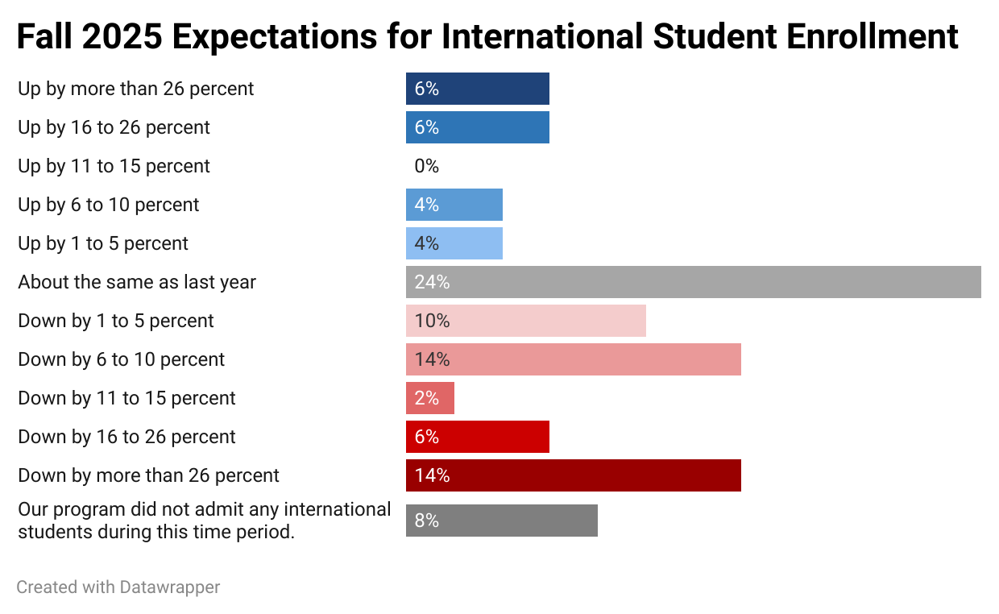 Fall 2025 Expectations for International Student Enrollment
Up by more than 26 percent 6%
Up by 16 to 26 percent 6%
Up by 11 to 15 percent 0%
Up by 6 to 10 percent 4%
Up by 1 to 5 percent 4%
About the same as last year 24%
Down by 1 to 5 percent 10%
Down by 6 to 10 percent 14%
Down by 11 to 15 percent 2%
Down by 16 to 26 percent 6%
Down by more than 26 percent 14%
Our program did not admit any international
students during this time period. 8%
Created with Datawrapper